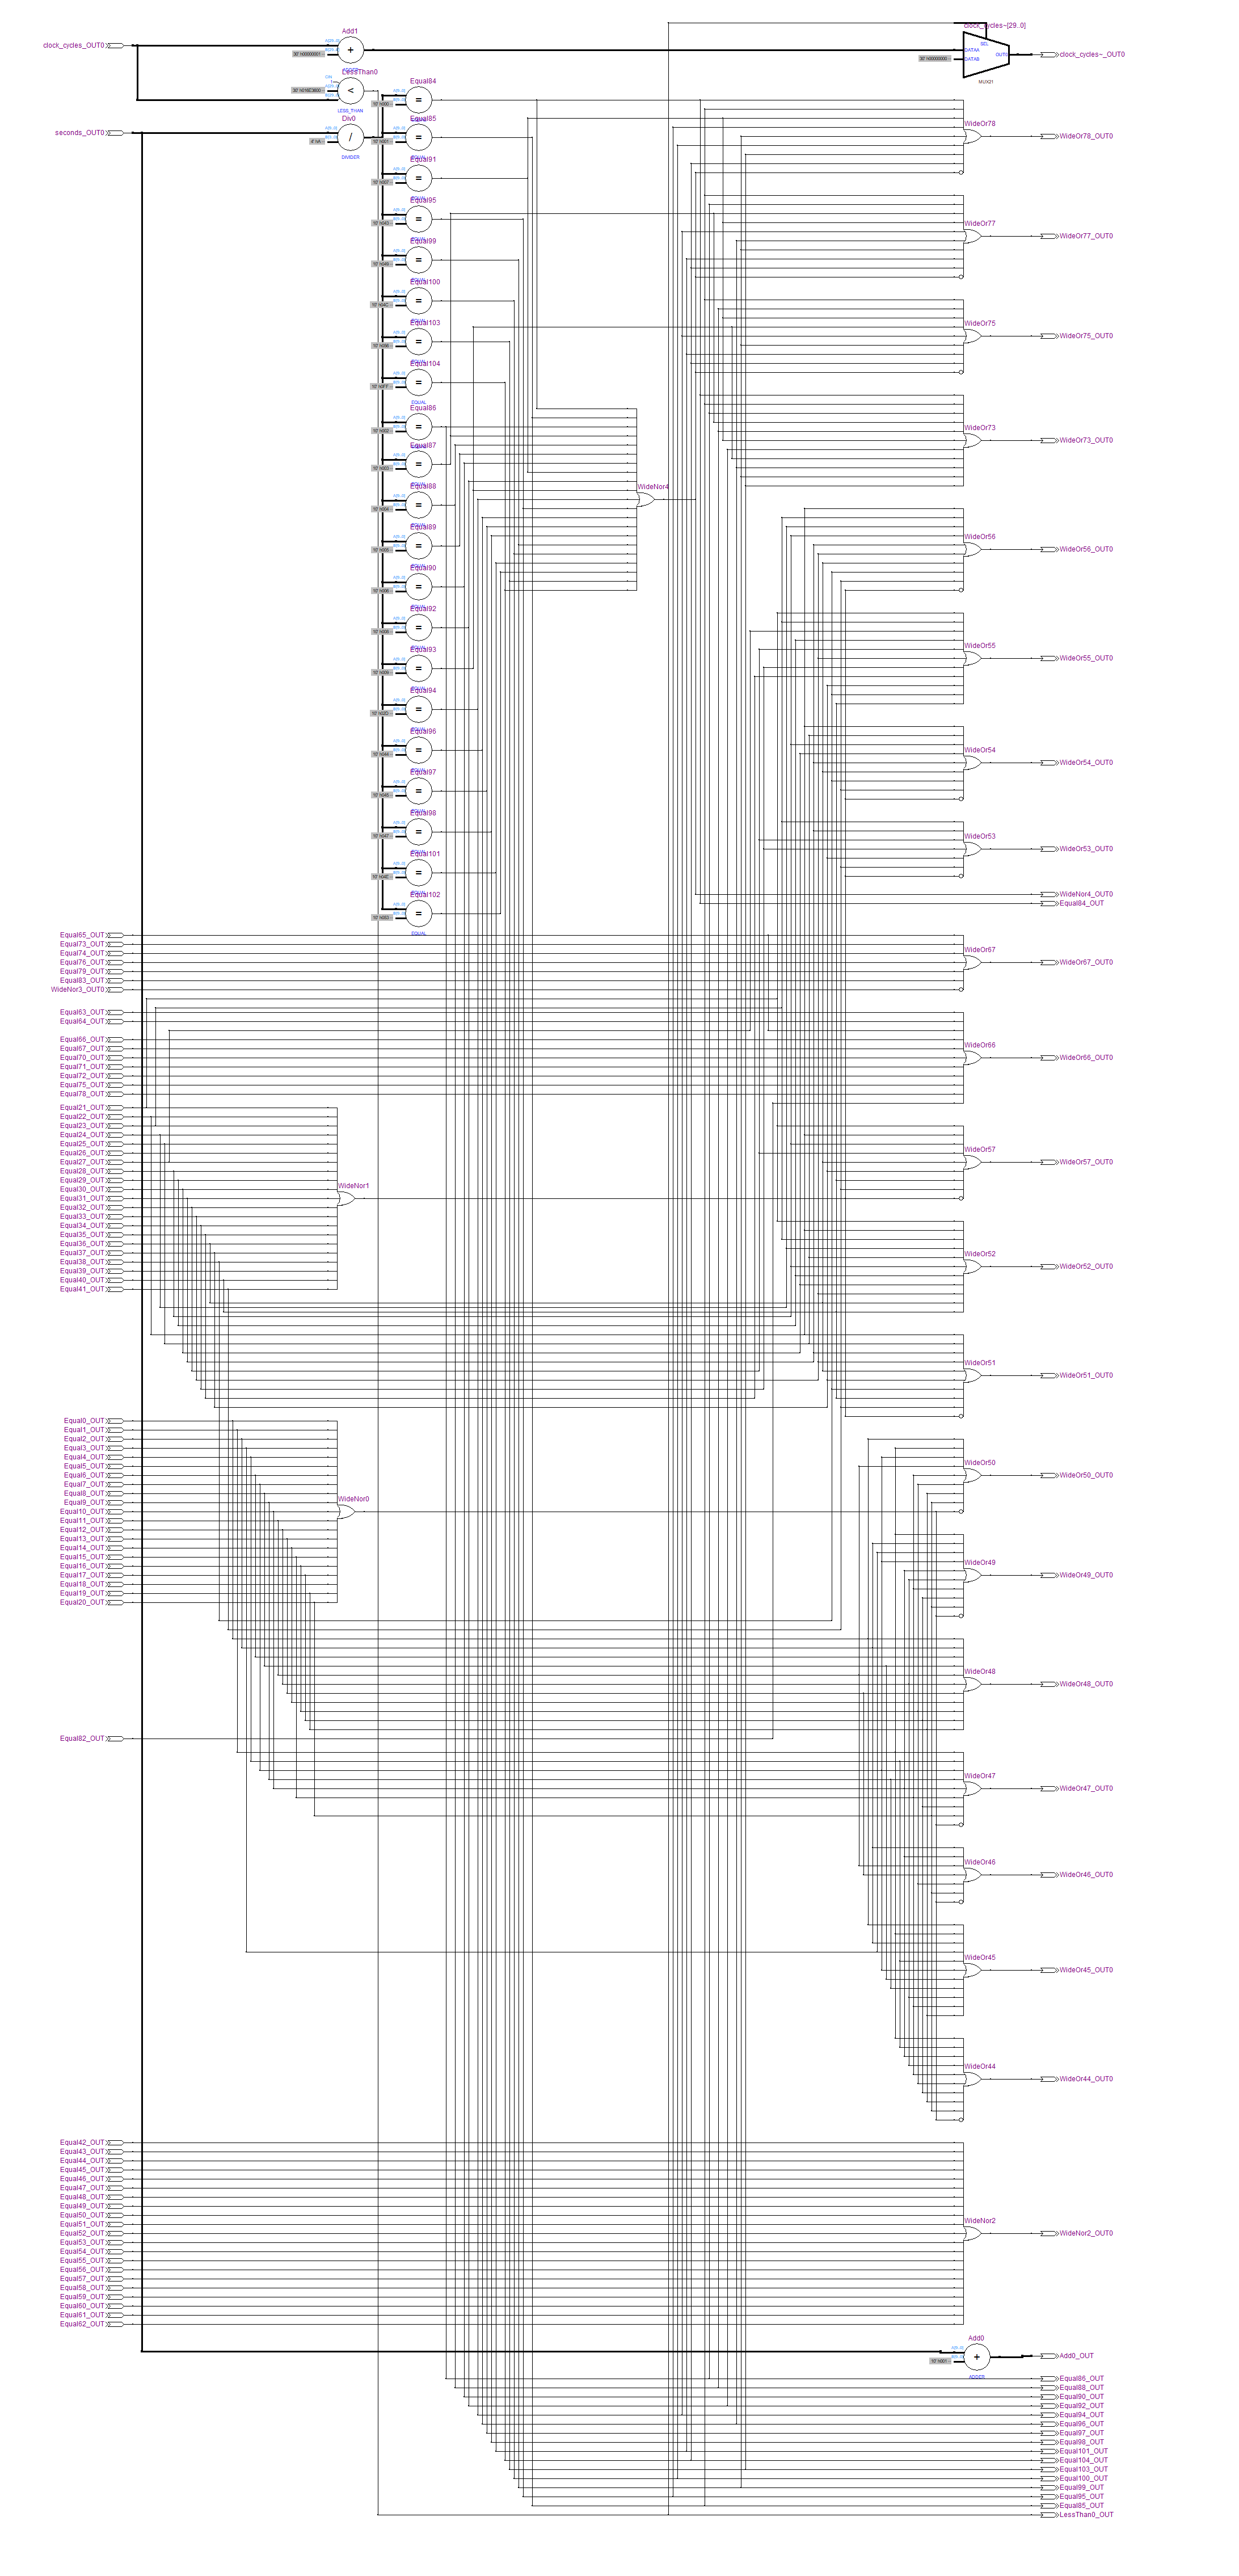 clock_cycles~[29..0]
Add1
clock_cycles_OUT0
SEL
DATAA
DATAB
OUT0
clock_cycles~_OUT0
30' h00000001 --
30' h00000000 --
ADDER
MUX21
LessThan0
LESS_THAN
Div0
seconds_OUT0
4' hA --
DIVIDER
Equal84
Equal85
Equal91
Equal95
Equal99
Equal100
Equal103
Equal104
EQUAL
Equal86
Equal87
Equal88
Equal89
Equal90
Equal92
Equal93
Equal94
Equal96
Equal97
Equal98
Equal101
Equal102
EQUAL
WideNor4
WideOr78
WideOr78_OUT0
WideOr77
WideOr77_OUT0
WideOr75
WideOr75_OUT0
WideOr73
WideOr73_OUT0
WideOr56
WideOr56_OUT0
WideOr55
WideOr55_OUT0
WideOr54
WideOr54_OUT0
WideOr53
WideOr53_OUT0
WideNor4_OUT0
Equal84_OUT
Equal65_OUT
Equal73_OUT
Equal74_OUT
Equal76_OUT
Equal79_OUT
Equal83_OUT
WideNor3_OUT0
WideOr67
WideOr67_OUT0
Equal63_OUT
Equal64_OUT
Equal66_OUT
Equal67_OUT
Equal70_OUT
Equal71_OUT
Equal72_OUT
Equal75_OUT
Equal78_OUT
WideOr66
WideOr66_OUT0
Equal21_OUT
Equal22_OUT
Equal23_OUT
Equal24_OUT
Equal25_OUT
Equal26_OUT
Equal27_OUT
Equal28_OUT
Equal29_OUT
Equal30_OUT
Equal31_OUT
Equal32_OUT
Equal33_OUT
Equal34_OUT
Equal35_OUT
Equal36_OUT
Equal37_OUT
Equal38_OUT
Equal39_OUT
Equal40_OUT
Equal41_OUT
WideNor1
WideOr57
WideOr57_OUT0
WideOr52
WideOr52_OUT0
WideOr51
WideOr51_OUT0
Equal0_OUT
Equal1_OUT
Equal2_OUT
Equal3_OUT
Equal4_OUT
Equal5_OUT
Equal6_OUT
Equal7_OUT
Equal8_OUT
Equal9_OUT
Equal10_OUT
Equal11_OUT
Equal12_OUT
Equal13_OUT
Equal14_OUT
Equal15_OUT
Equal16_OUT
Equal17_OUT
Equal18_OUT
Equal19_OUT
Equal20_OUT
WideNor0
WideOr50
WideOr50_OUT0
WideOr49
WideOr49_OUT0
WideOr48
WideOr48_OUT0
Equal82_OUT
WideOr47
WideOr47_OUT0
WideOr46
WideOr46_OUT0
WideOr45
WideOr45_OUT0
WideOr44
WideOr44_OUT0
Equal42_OUT
Equal43_OUT
Equal44_OUT
Equal45_OUT
Equal46_OUT
Equal47_OUT
Equal48_OUT
Equal49_OUT
Equal50_OUT
Equal51_OUT
Equal52_OUT
Equal53_OUT
Equal54_OUT
Equal55_OUT
Equal56_OUT
Equal57_OUT
Equal58_OUT
Equal59_OUT
Equal60_OUT
Equal61_OUT
Equal62_OUT
WideNor2
WideNor2_OUT0
Add0
Add0_OUT
10' h001 --
ADDER
Equal86_OUT
Equal88_OUT
Equal90_OUT
Equal92_OUT
Equal94_OUT
Equal96_OUT
Equal97_OUT
Equal98_OUT
Equal101_OUT
Equal104_OUT
Equal103_OUT
Equal100_OUT
Equal99_OUT
Equal95_OUT
Equal85_OUT
LessThan0_OUT